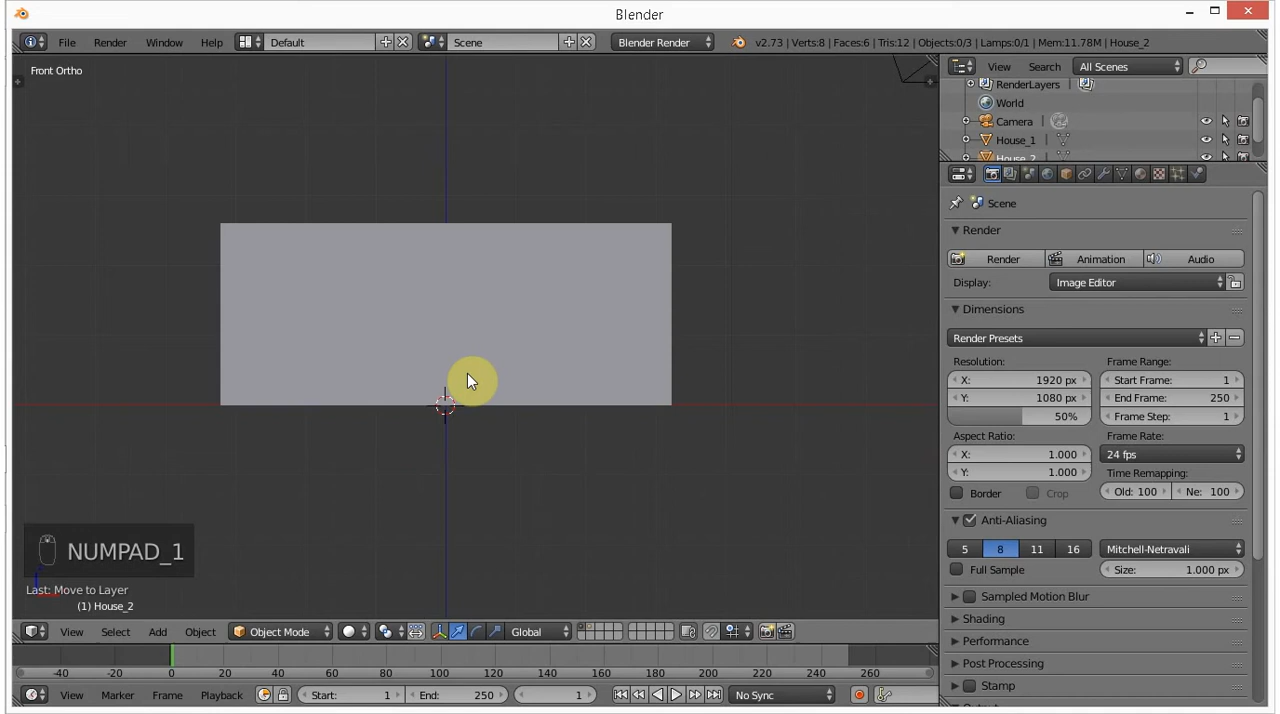 Blender
File Render Window Help Default Scene Blender Render v2.73 | Verts:8 | Faces:6 | Tris:12 | Objects:0/3 | Lamps:0/1 | Mem:11.78M | House_2
Front Ortho
View Search All Scenes
RenderLayers
World
Camera
House_1
House_2
Scene
Render
Render Animation Audio
Display: Image Editor
Dimensions
Render Presets
Resolution: Frame Range:
X: 1920 px Start Frame: 1
Y: 1080 px End Frame: 250
50% Frame Step: 1
Aspect Ratio: Frame Rate:
X: 1.000 24 fps
Y: 1.000 Time Remapping:
Border Crop Old: 100 Ne: 100
Anti-Aliasing
5 8 11 16 Mitchell-Netravali
Full Sample Size: 1.000 px
Sampled Motion Blur
Shading
Performance
Post Processing
Stamp
NUMPAD_1
Last: Move to Layer
(1) House_2
View Select Add Object Object Mode Global
-40 -20 0 20 40 60 80 100 120 140 160 180 200 220 240 260 280
View Marker Frame Playback Start: 1 End: 250 1 No Sync